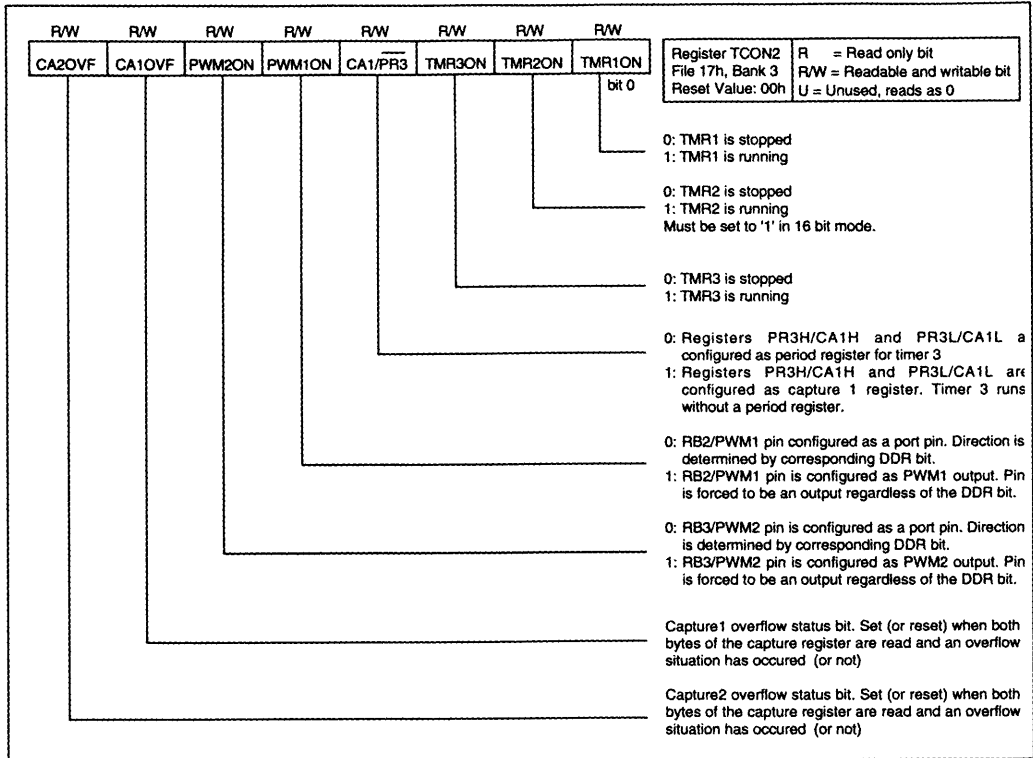 R/W R/W R/W R/W R/W R/W R/W R/W
CA2OVF CA1OVF PWM2ON PWM1ON CA1/PR3 TMR3ON TMR2ON TMR1ON
bit 0
Register TCON2
File 17h, Bank 3
Reset Value: 00h
R = Read only bit
R/W = Readable and writable bit
U = Unused, reads as 0
0: TMR1 is stopped
1: TMR1 is running
0: TMR2 is stopped
1: TMR2 is running
Must be set to '1' in 16 bit mode.
0: TMR3 is stopped
1: TMR3 is running
0: Registers PR3H/CA1H and PR3L/CA1L a
configured as period register for timer 3
1: Registers PR3H/CA1H and PR3L/CA1L are
configured as capture 1 register. Timer 3 runs
without a period register.
0: RB2/PWM1 pin configured as a port pin. Direction is
determined by corresponding DDR bit.
1: RB2/PWM1 pin is configured as PWM1 output. Pin
is forced to be an output regardless of the DDR bit.
0: RB3/PWM2 pin is configured as a port pin. Direction
is determined by corresponding DDR bit.
1: RB3/PWM2 pin is configured as PWM2 output. Pin
is forced to be an output regardless of the DDR bit.
Capture1 overflow status bit. Set (or reset) when both
bytes of the capture register are read and an overflow
situation has occured (or not)
Capture2 overflow status bit. Set (or reset) when both
bytes of the capture register are read and an overflow
situation has occured (or not)